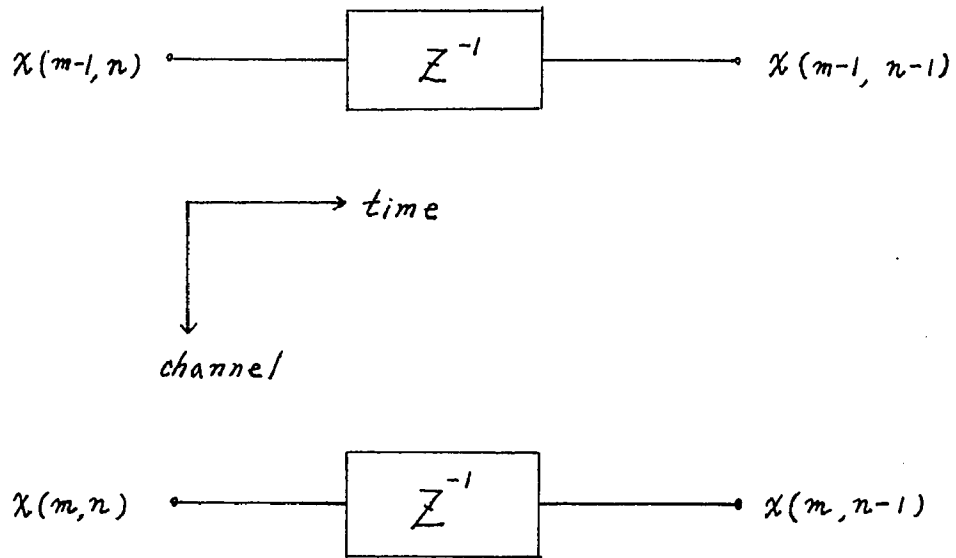 x(m-1, n) Z⁻¹ x(m-1, n-1)
time
channel
x(m, n) Z⁻¹ x(m, n-1)